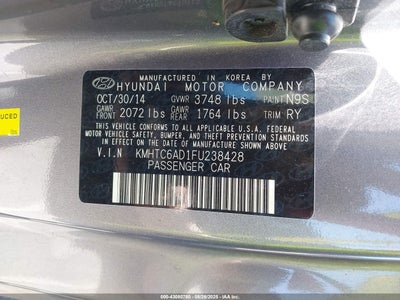 UCED
MANUFACTURED IN KOREA BY
HYUNDAI MOTOR COMPANY
OCT/30/14 GVWR 3748 lbs PAINT N9S
GAWR FRONT 2072 lbs GAWR REAR 1764 lbs TRIM RY
THIS VEHICLE CONFORMS TO ALL APPLICABLE U.S.A. FEDERAL
MOTOR VEHICLE SAFETY, BUMPER, AND THEFT PREVENTION STANDARDS
IN EFFECT ON THE DATE OF MANUFACTURE SHOWN ABOVE.
V.I.N KMHTC6AD1FU238428
PASSENGER CAR